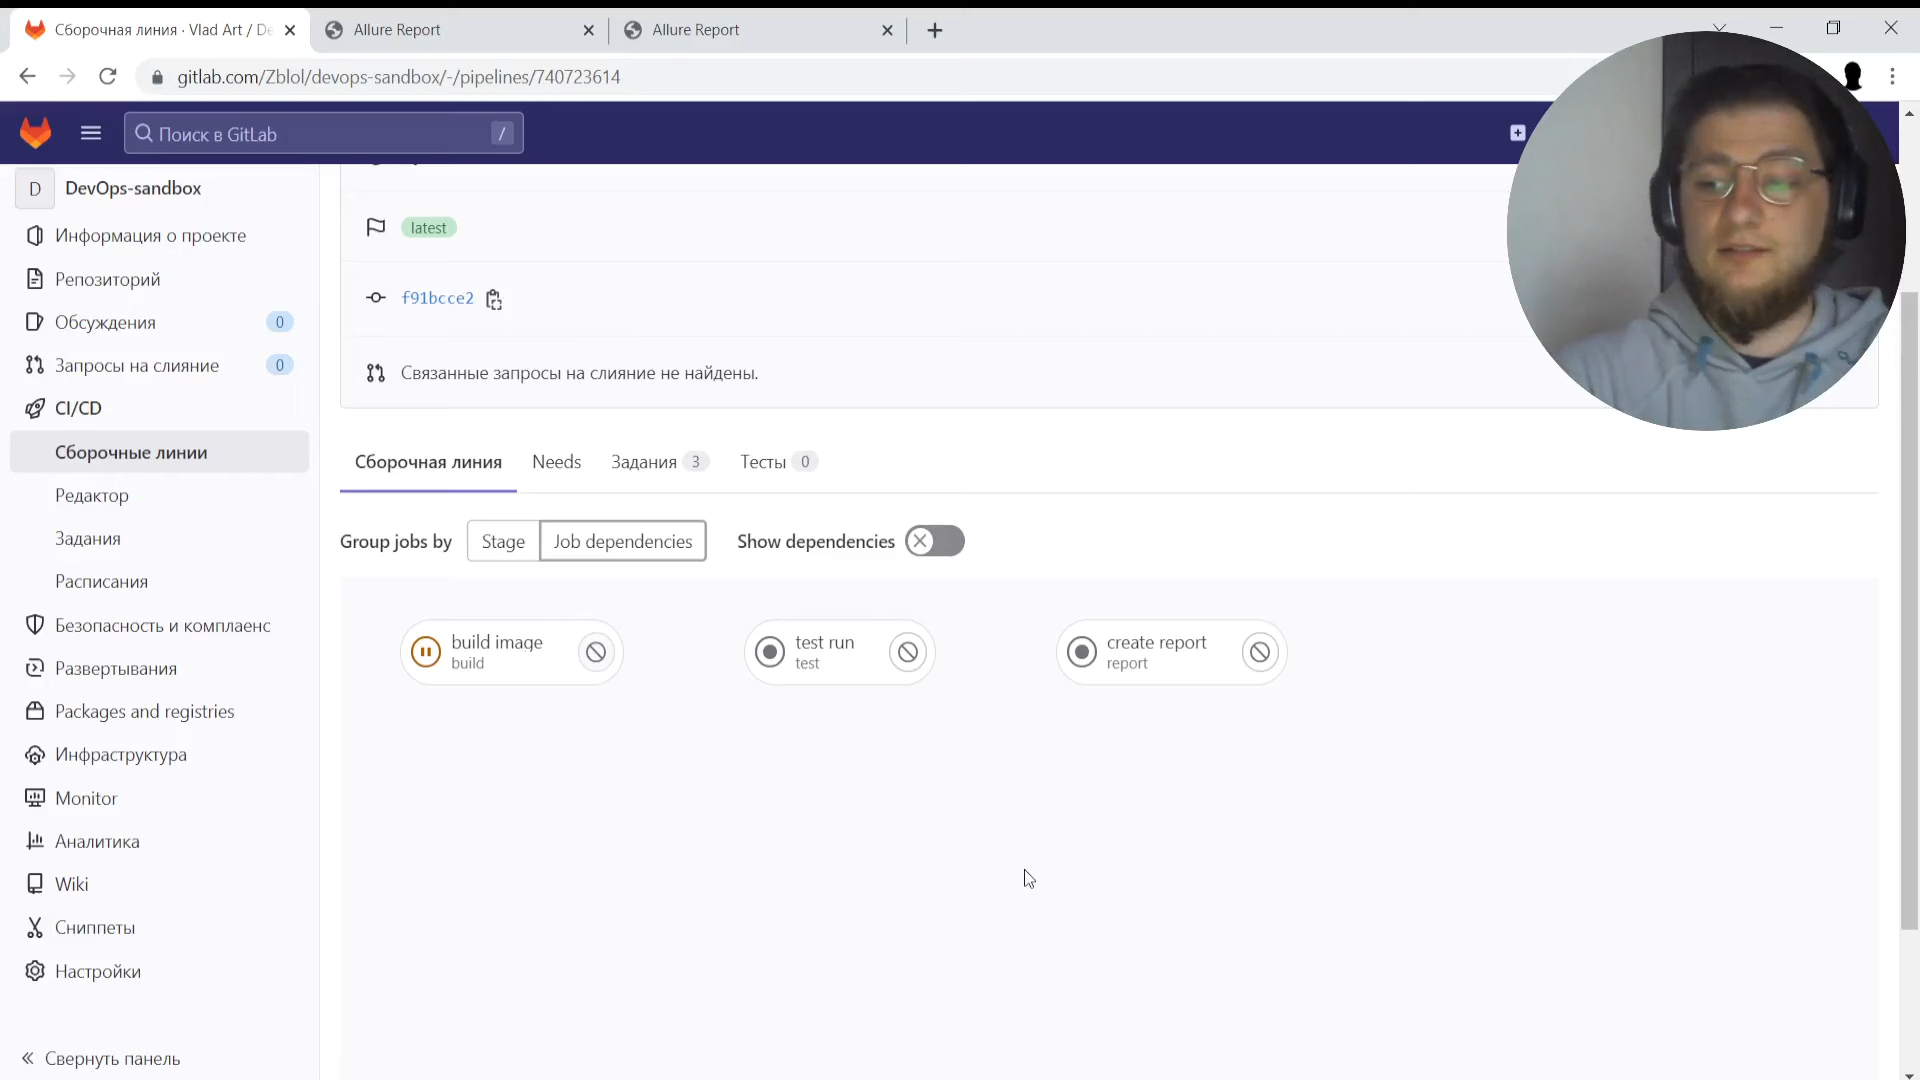 Сборочная линия · Vlad Art / De
Allure Report
Allure Report
gitlab.com/Zblol/devops-sandbox/-/pipelines/740723614
Поиск в GitLab
/
D DevOps-sandbox
Информация о проекте
Репозиторий
Обсуждения 0
Запросы на слияние 0
CI/CD
Сборочные линии
Редактор
Задания
Расписания
Безопасность и комплаенс
Развертывания
Packages and registries
Инфраструктура
Monitor
Аналитика
Wiki
Сниппеты
Настройки
Свернуть панель
latest
f91bcce2
Связанные запросы на слияние не найдены.
Сборочная линия Needs Задания 3 Тесты 0
Group jobs by Stage Job dependencies Show dependencies
build image
build
test run
test
create report
report